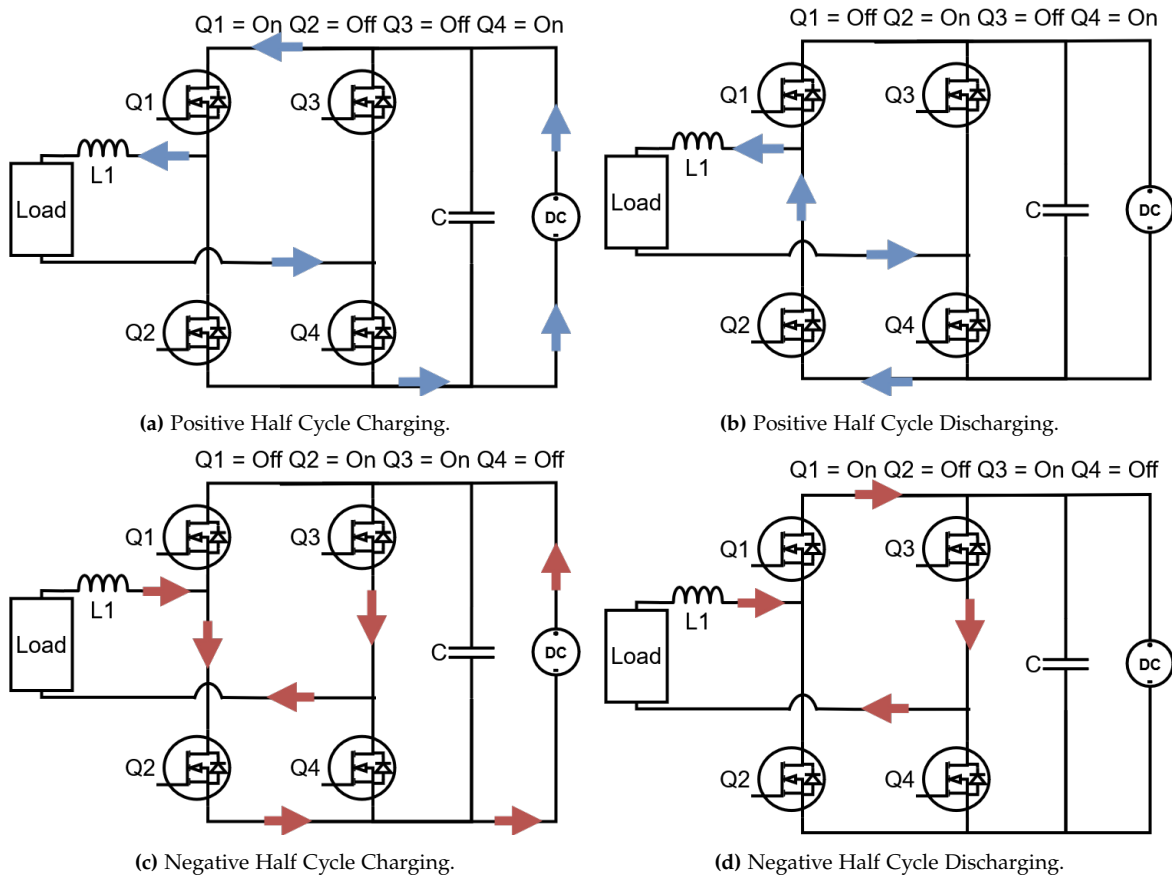 Q1 = On Q2 = Off Q3 = Off Q4 = On
Q1
Q3
L1
Load
C
DC
Q2
Q4
(a) Positive Half Cycle Charging.
Q1 = Off Q2 = On Q3 = Off Q4 = On
Q1
Q3
L1
Load
C
DC
Q2
Q4
(b) Positive Half Cycle Discharging.
Q1 = Off Q2 = On Q3 = On Q4 = Off
Q1
Q3
L1
Load
C
DC
Q2
Q4
(c) Negative Half Cycle Charging.
Q1 = On Q2 = Off Q3 = On Q4 = Off
Q1
Q3
L1
Load
C
DC
Q2
Q4
(d) Negative Half Cycle Discharging.